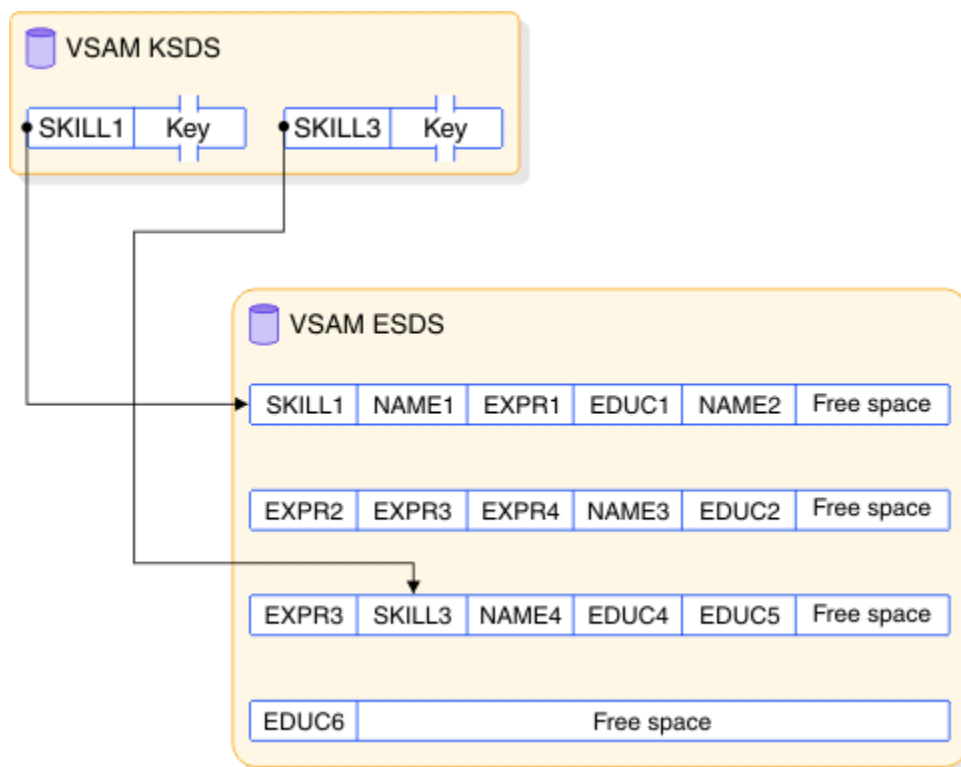 VSAM KSDS
SKILL1 Key SKILL3 Key
VSAM ESDS
SKILL1 NAME1 EXPR1 EDUC1 NAME2 Free space
EXPR2 EXPR3 EXPR4 NAME3 EDUC2 Free space
EXPR3 SKILL3 NAME4 EDUC4 EDUC5 Free space
EDUC6 Free space